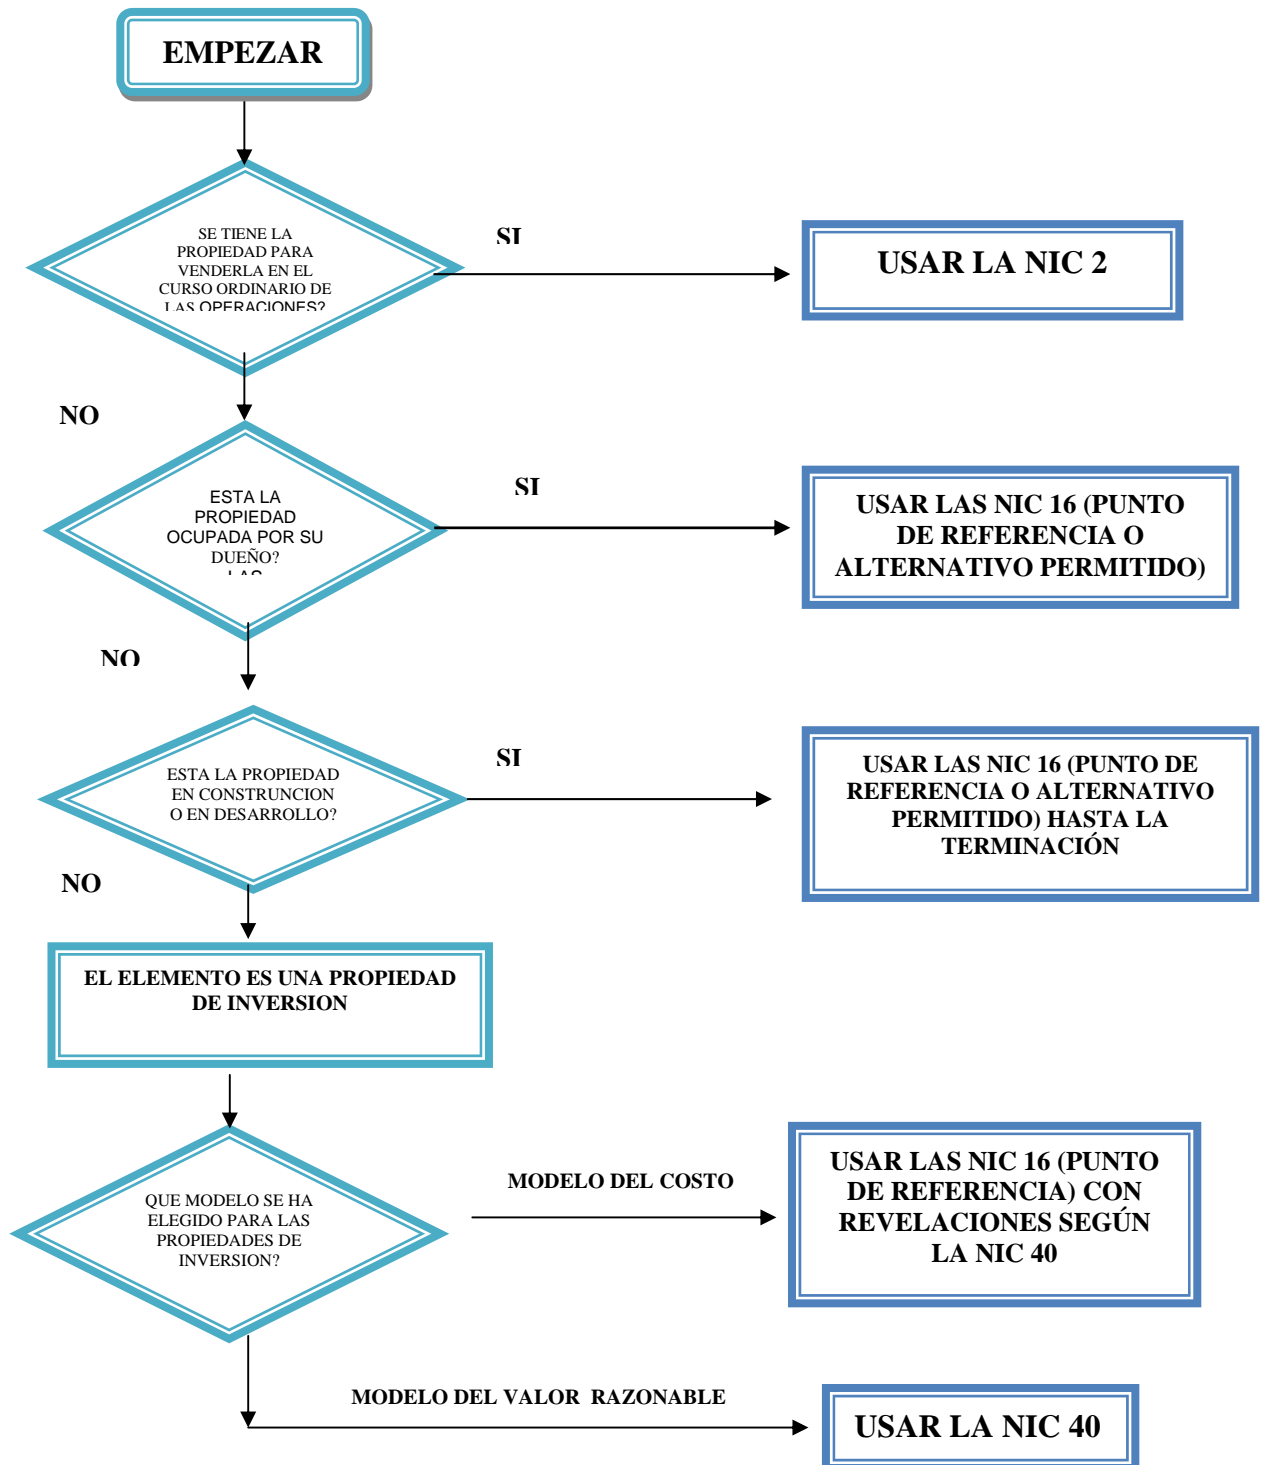 EMPEZAR
SE TIENE LA
PROPIEDAD PARA
VENDERLA EN EL
CURSO ORDINARIO DE
LAS OPERACIONES?
SI
USAR LA NIC 2
NO
ESTA LA
PROPIEDAD
OCUPADA POR SU
DUEÑO?
LAS
SI
USAR LAS NIC 16 (PUNTO
DE REFERENCIA O
ALTERNATIVO PERMITIDO)
NO
ESTA LA PROPIEDAD
EN CONSTRUNCION
O EN DESARROLLO?
SI
USAR LAS NIC 16 (PUNTO DE
REFERENCIA O ALTERNATIVO
PERMITIDO) HASTA LA
TERMINACIÓN
NO
EL ELEMENTO ES UNA PROPIEDAD
DE INVERSION
QUE MODELO SE HA
ELEGIDO PARA LAS
PROPIEDADES DE
INVERSION?
MODELO DEL COSTO
USAR LAS NIC 16 (PUNTO
DE REFERENCIA) CON
REVELACIONES SEGÚN
LA NIC 40
MODELO DEL VALOR RAZONABLE
USAR LA NIC 40